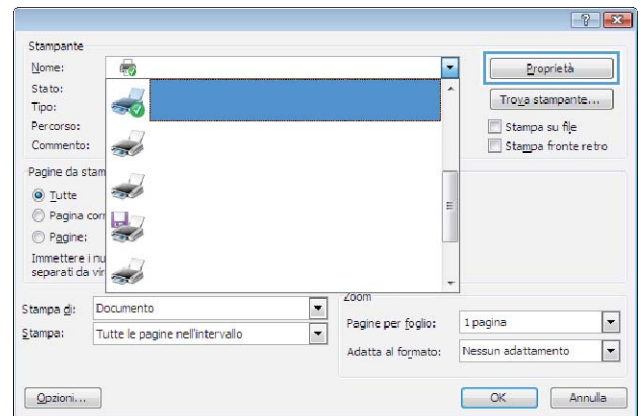 Stampante
Nome:
Proprietà
Stato:
Tipo:
Trova stampante...
Percorso:
Stampa su file
Commento:
Stampa fronte retro
Pagine da stam
Tutte
Pagina corr
Pagine:
Immettere i nu
separati da vir
Zoom
Stampa di: Documento
Pagine per foglio: 1 pagina
Stampa: Tutte le pagine nell'intervallo
Adatta al formato: Nessun adattamento
Opzioni...
OK
Annulla